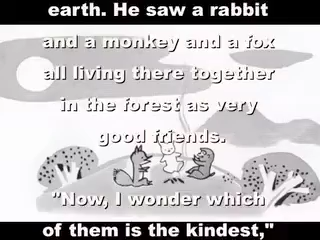 earth. He saw a rabbit
and a monkey and a fox
all living there together
in the forest as very
good friends.
"Now, I wonder which
of them is the kindest,"